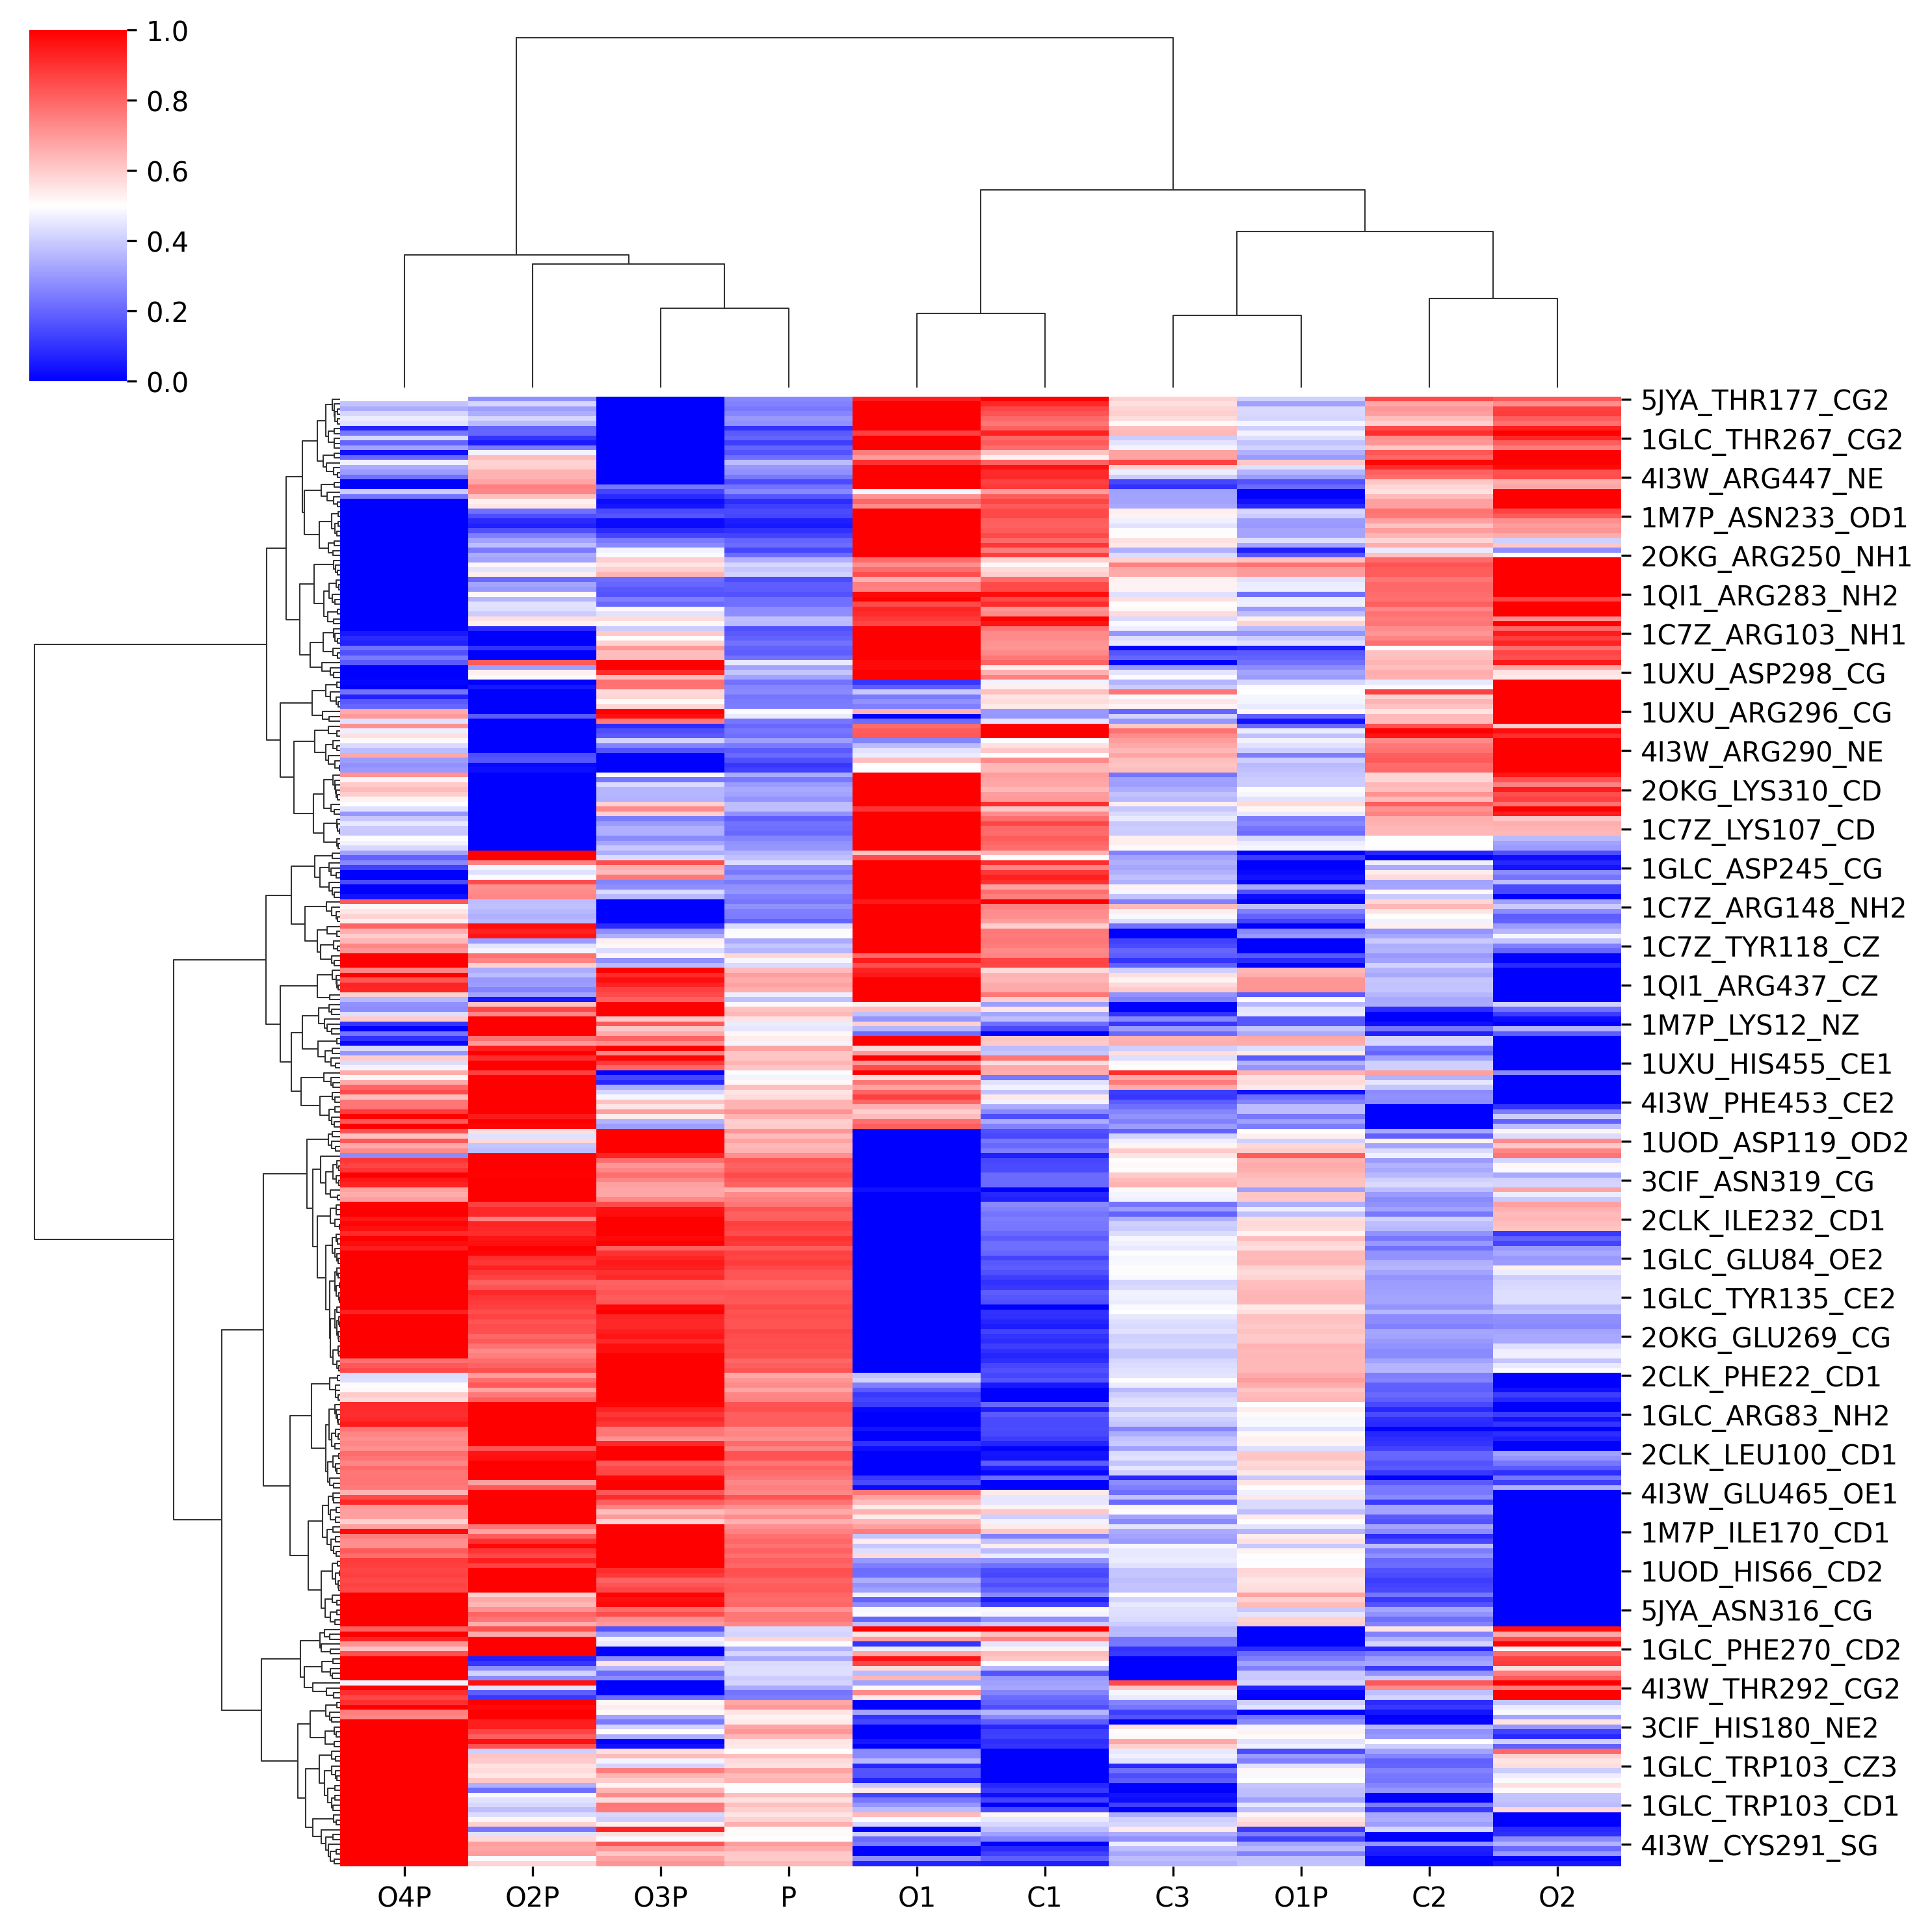 1.0
0.8
0.6
0.4
0.2
0.0
5JYA_THR177_CG2
1GLC_THR267_CG2
4I3W_ARG447_NE
1M7P_ASN233_OD1
2OKG_ARG250_NH1
1QI1_ARG283_NH2
1C7Z_ARG103_NH1
1UXU_ASP298_CG
1UXU_ARG296_CG
4I3W_ARG290_NE
2OKG_LYS310_CD
1C7Z_LYS107_CD
1GLC_ASP245_CG
1C7Z_ARG148_NH2
1C7Z_TYR118_CZ
1QI1_ARG437_CZ
1M7P_LYS12_NZ
1UXU_HIS455_CE1
4I3W_PHE453_CE2
1UOD_ASP119_OD2
3CIF_ASN319_CG
2CLK_ILE232_CD1
1GLC_GLU84_OE2
1GLC_TYR135_CE2
2OKG_GLU269_CG
2CLK_PHE22_CD1
1GLC_ARG83_NH2
2CLK_LEU100_CD1
4I3W_GLU465_OE1
1M7P_ILE170_CD1
1UOD_HIS66_CD2
5JYA_ASN316_CG
1GLC_PHE270_CD2
4I3W_THR292_CG2
3CIF_HIS180_NE2
1GLC_TRP103_CZ3
1GLC_TRP103_CD1
4I3W_CYS291_SG
O4P O2P O3P P O1 C1 C3 O1P C2 O2